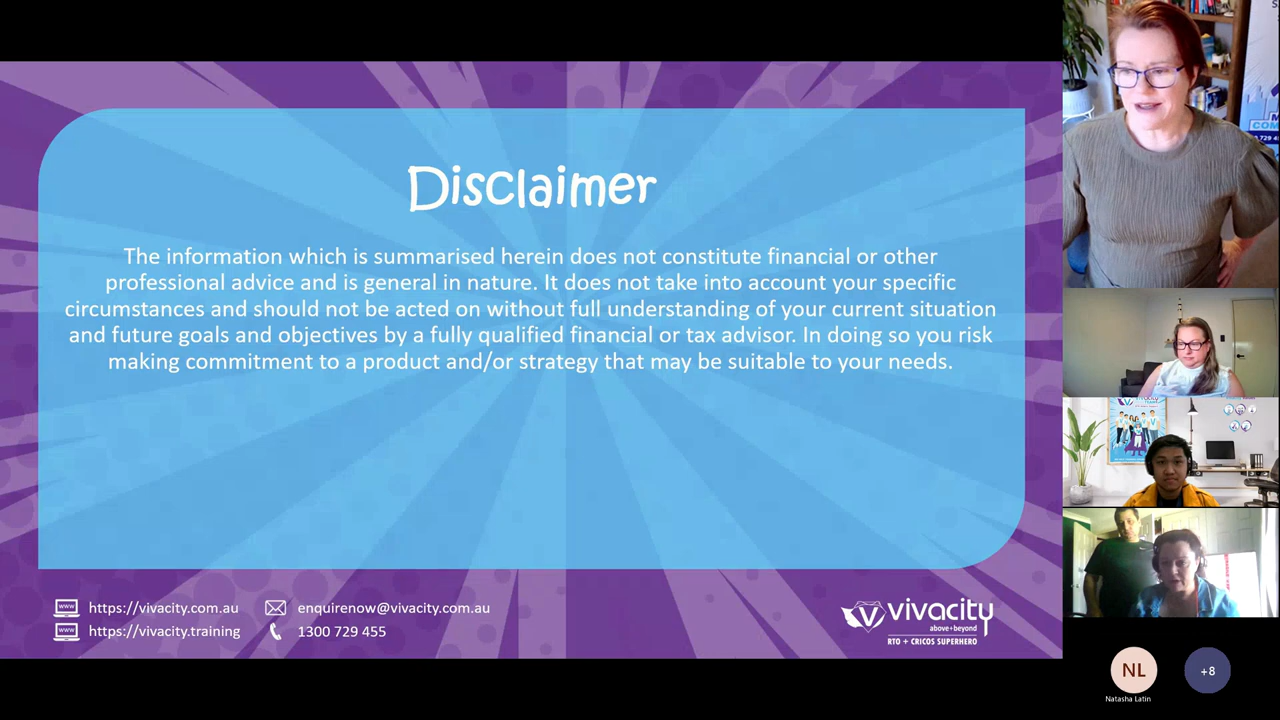 Disclaimer
The information which is summarised herein does not constitute financial or other
professional advice and is general in nature. It does not take into account your specific
circumstances and should not be acted on without full understanding of your current situation
and future goals and objectives by a fully qualified financial or tax advisor. In doing so you risk
making commitment to a product and/or strategy that may be suitable to your needs.
www https://vivacity.com.au enquirenow@vivacity.com.au
www https://vivacity.training 1300 729 455
vivacity
above+beyond
RTO + CRICOS SUPERHERO
NL
+8
Natasha Latin